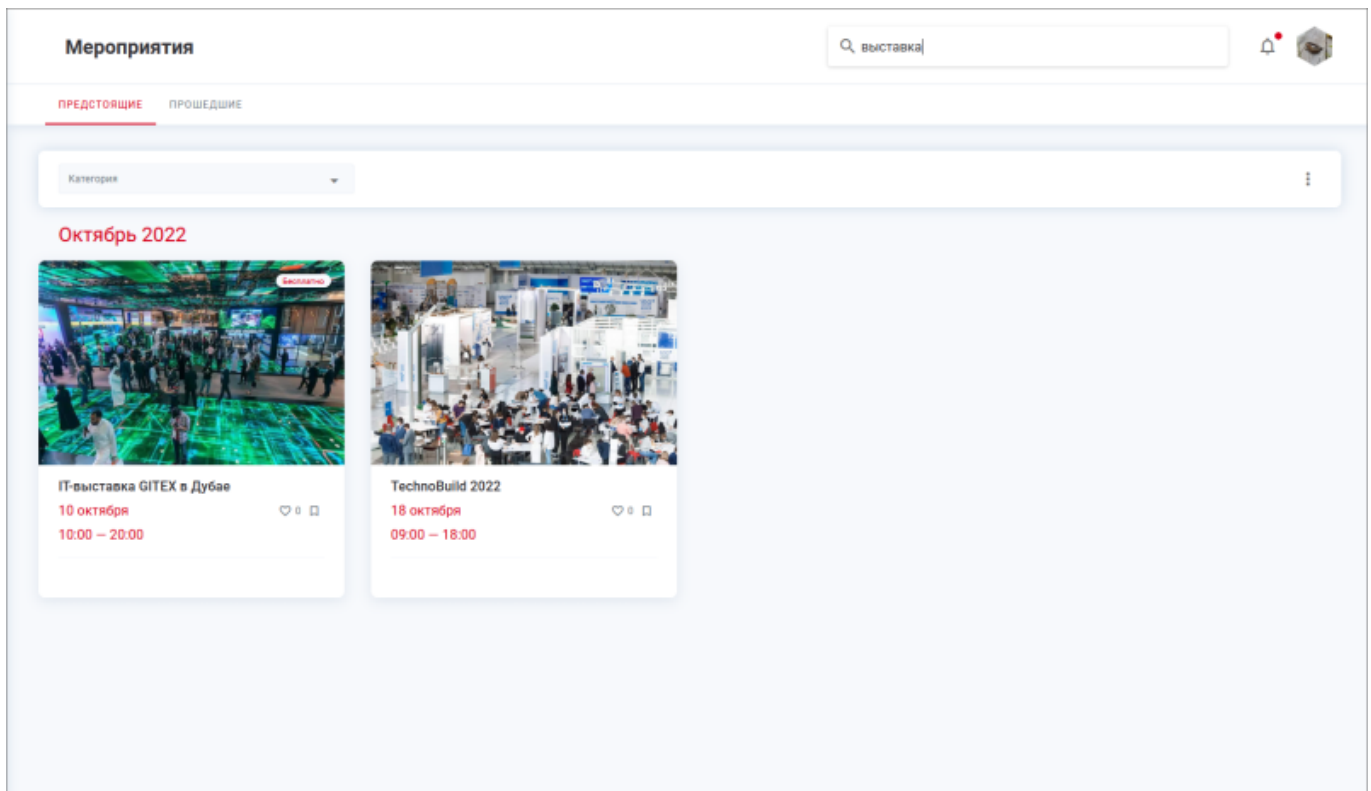 Мероприятия
выставка
ПРЕДСТОЯЩИЕ ПРОШЕДШИЕ
Категория
Октябрь 2022
Бесплатно
IT-выставка GITEX в Дубае
10 октября 0
10:00 — 20:00
TechnoBuild 2022
18 октября 0
09:00 — 18:00